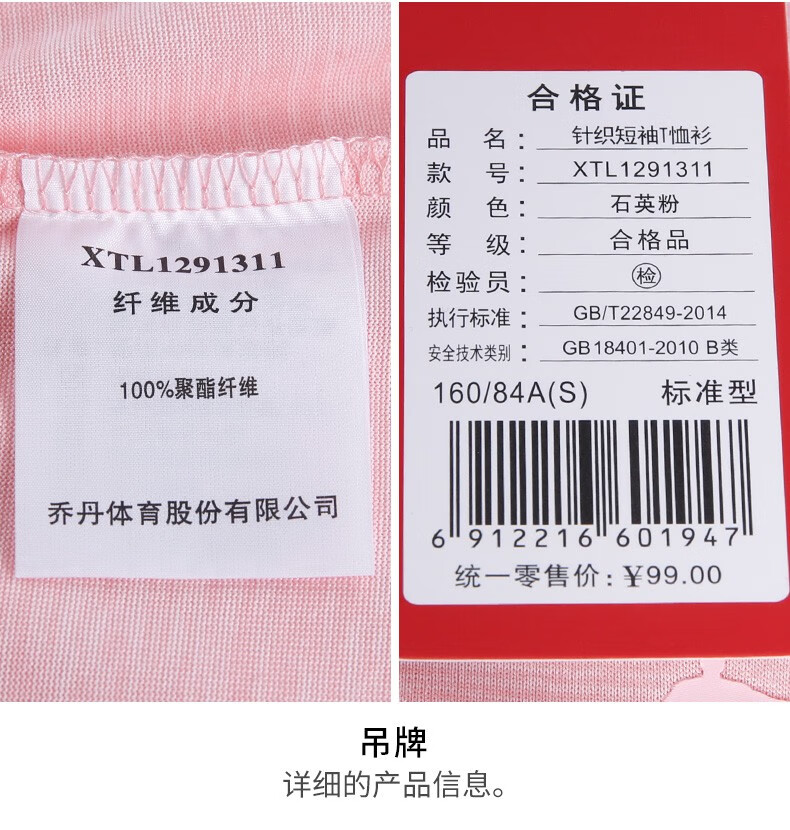 XTL1291311
纤维成分
100%聚酯纤维
乔丹体育股份有限公司
合格证
品 名：针织短袖T恤衫
款 号：XTL1291311
颜 色：石英粉
等 级：合格品
检验员：检
执行标准：GB/T22849-2014
安全技术类别：GB18401-2010 B类
160/84A(S) 标准型
6 912216 601947
统一零售价：¥99.00
吊牌
详细的产品信息。